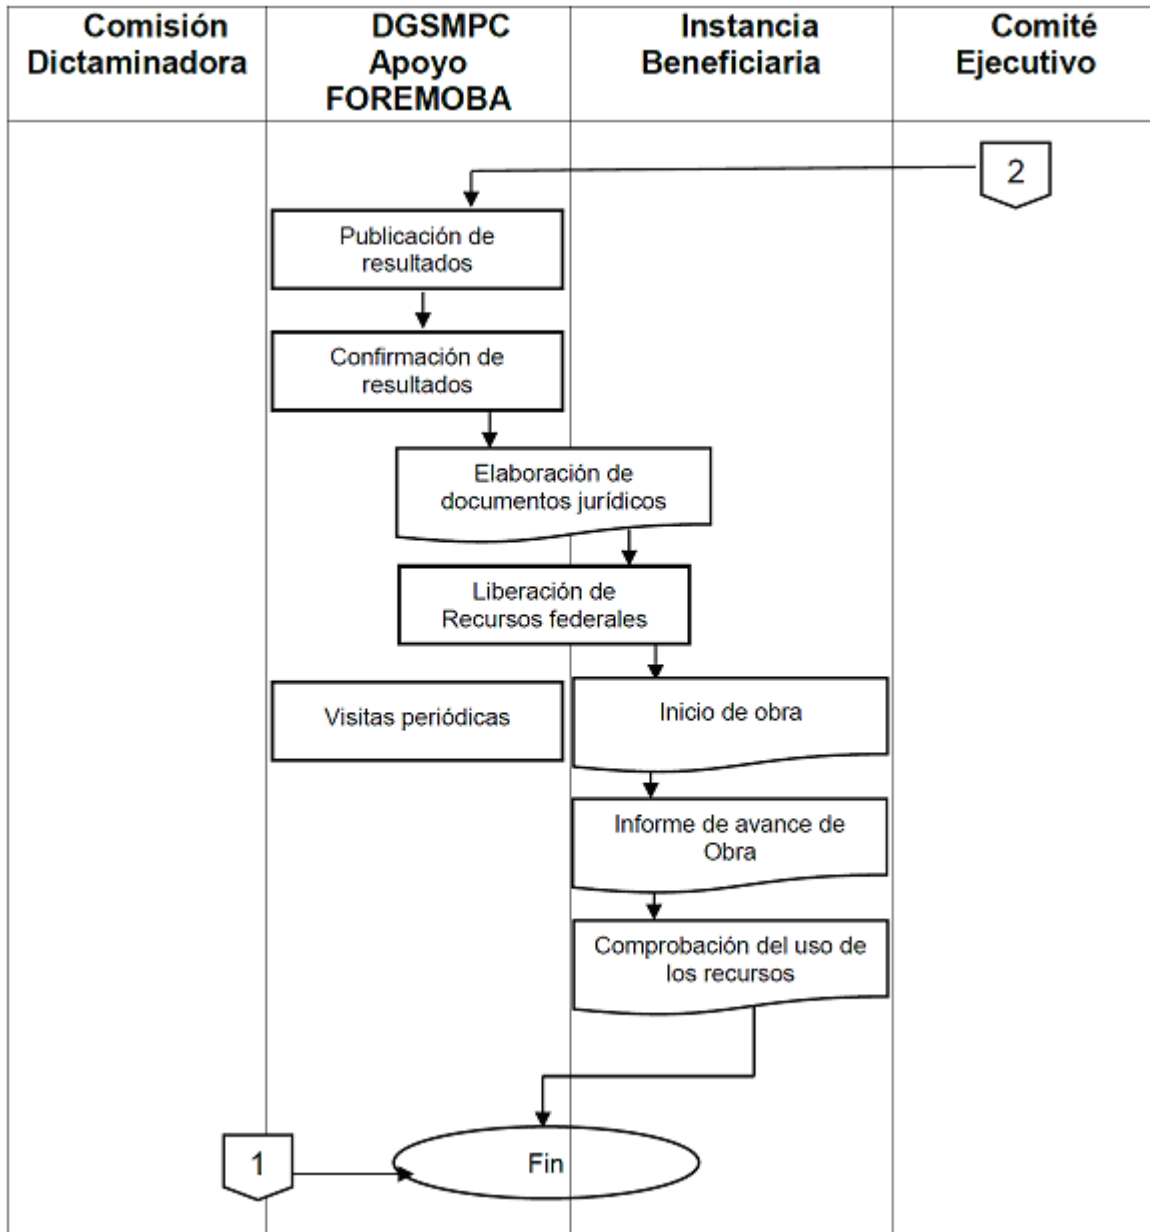 Comisión
Dictaminadora
DGSMPC
Apoyo
FOREMOBA
Instancia
Beneficiaria
Comité
Ejecutivo
2
Publicación de
resultados
Confirmación de
resultados
Elaboración de
documentos jurídicos
Liberación de
Recursos federales
Visitas periódicas
Inicio de obra
Informe de avance de
Obra
Comprobación del uso de
los recursos
1
Fin